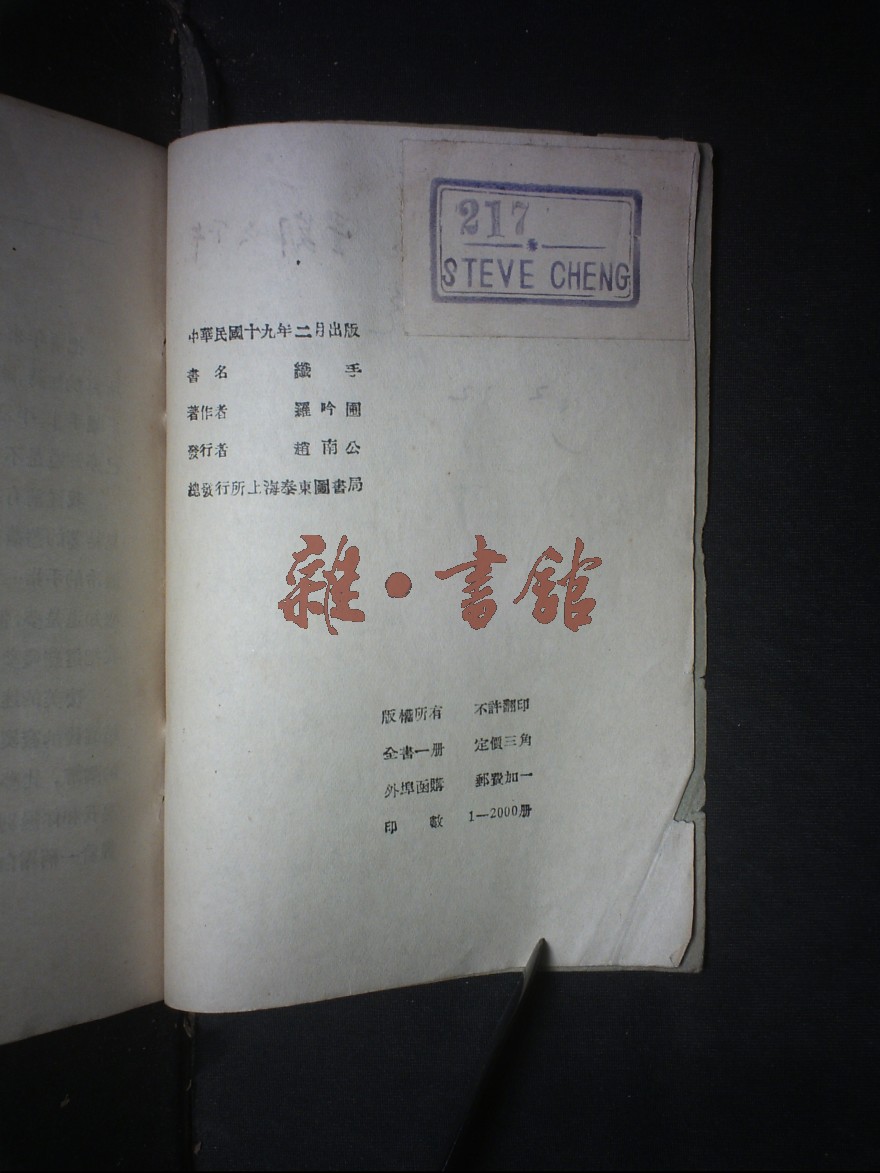 217
STEVE CHENG
中華民國十九年二月出版
書名 纖手
著作者 羅吟圃
發行者 趙南公
總發行所上海泰東圖書局
雜·書館
版權所有 不許翻印
全書一册 定價三角
外埠函購 郵費加一
印數 1—2000册